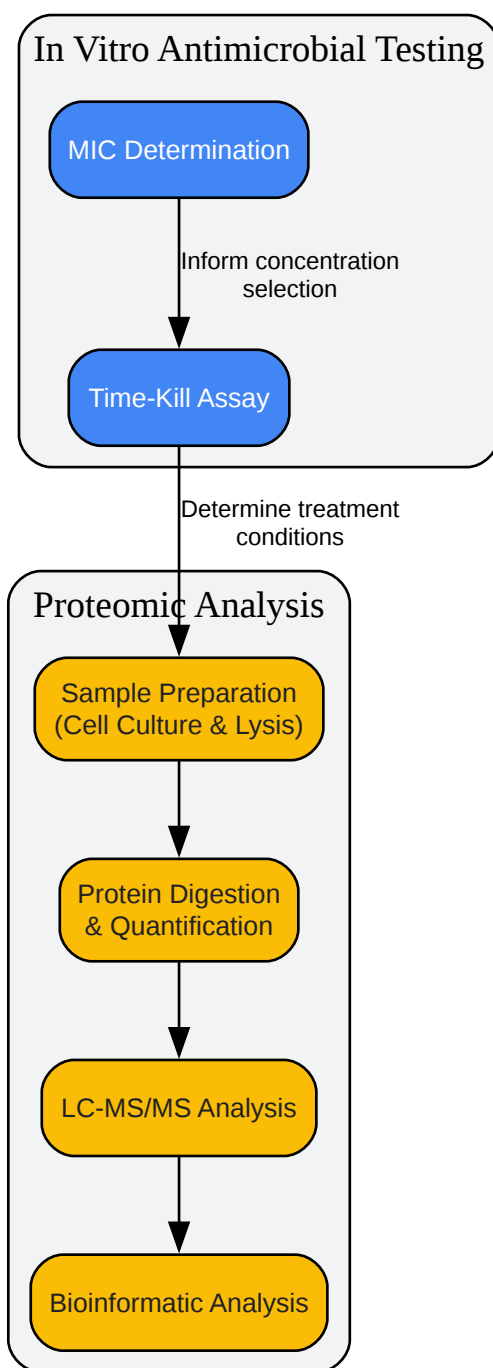 In Vitro Antimicrobial Testing
MIC Determination
Inform concentration
selection
Time-Kill Assay
Determine treatment
conditions
Proteomic Analysis
Sample Preparation
(Cell Culture & Lysis)
Protein Digestion
& Quantification
LC-MS/MS Analysis
Bioinformatic Analysis